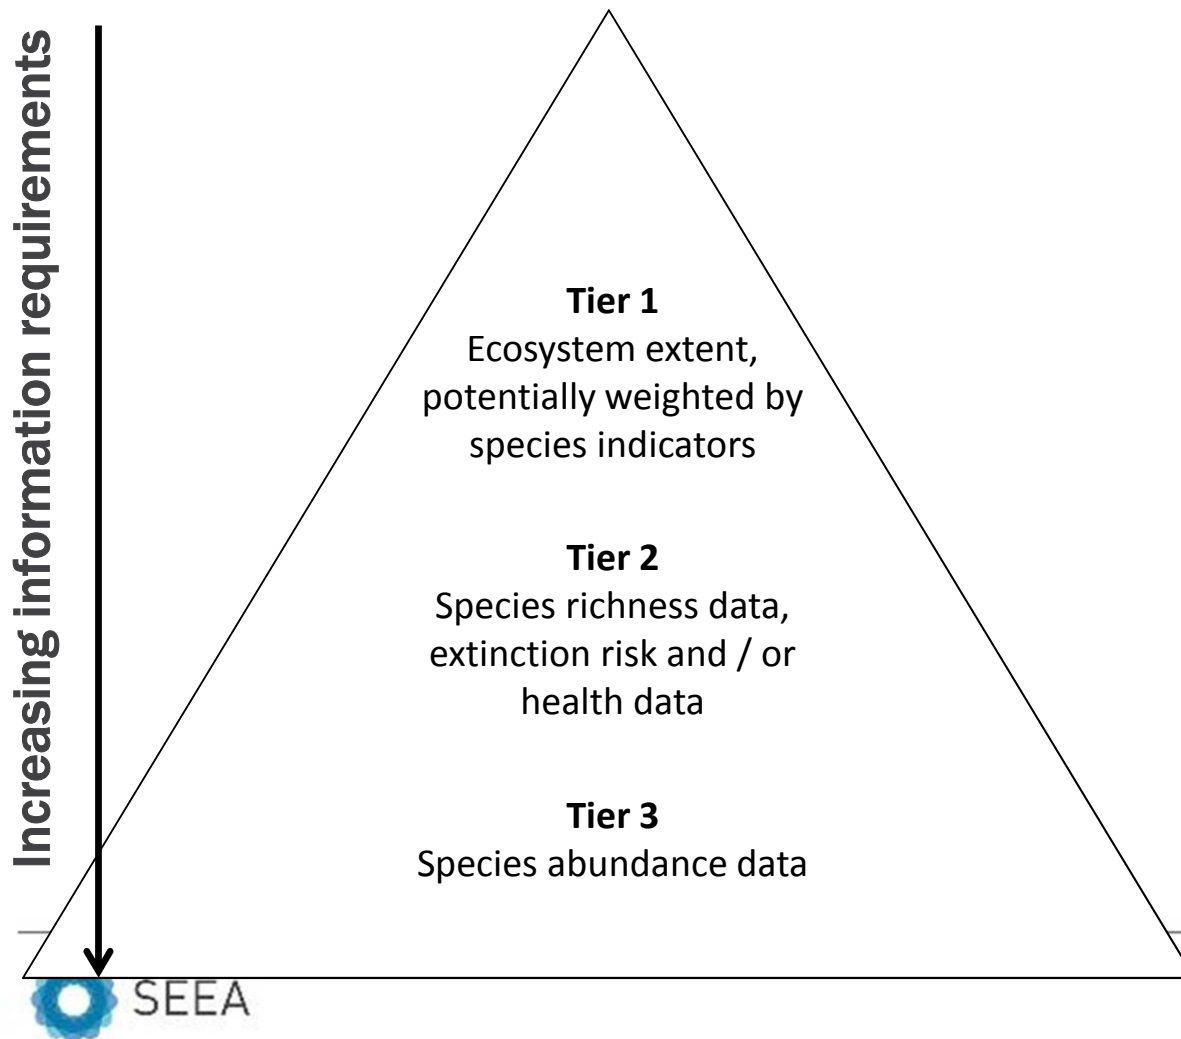 Increasing information requirements
Tier 1
Ecosystem extent,
potentially weighted by
species indicators
Tier 2
Species richness data,
extinction risk and / or
health data
Tier 3
Species abundance data
SEEA